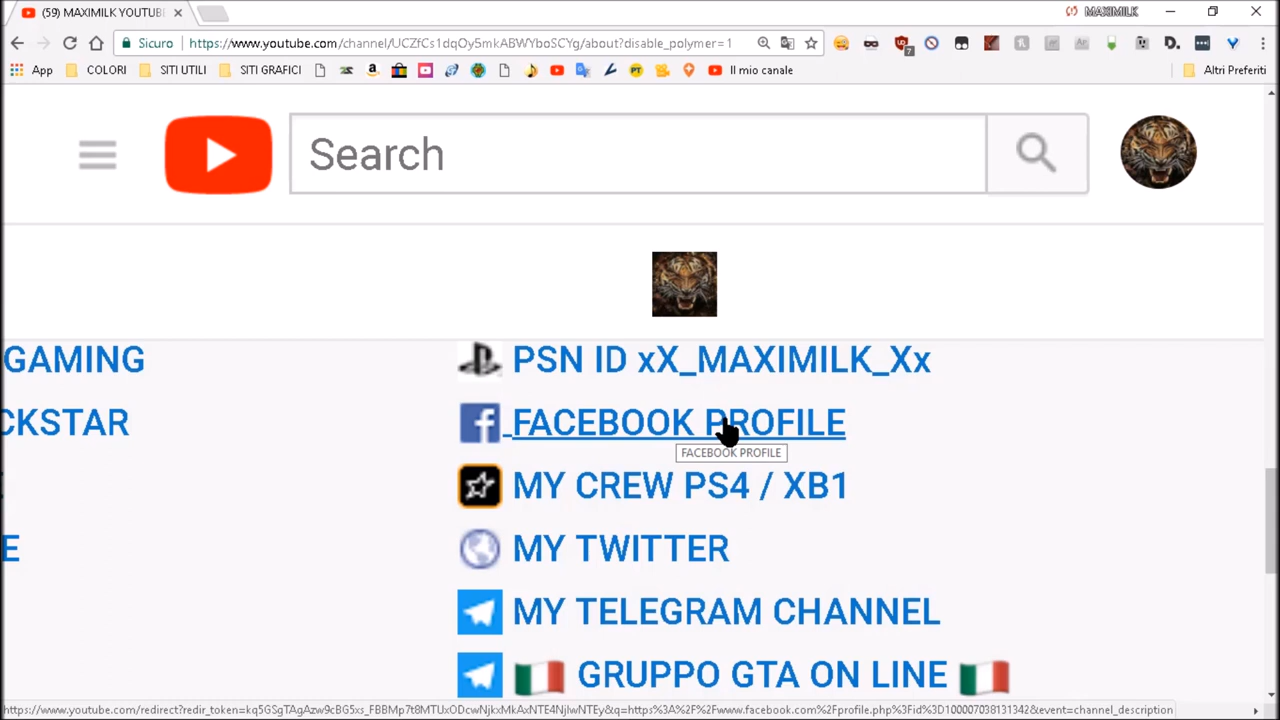 (59) MAXIMILK YOUTUB
MAXIMILK
Sicuro https://www.youtube.com/channel/UCZfCs1dqOy5mkABWYboSCYg/about?disable_polymer=1
App COLORI SITI UTILI SITI GRAFICI Il mio canale Altri Preferiti
Search
GAMING
PSN ID xX_MAXIMILK_Xx
CKSTAR
FACEBOOK PROFILE
FACEBOOK PROFILE
MY CREW PS4 / XB1
E
MY TWITTER
MY TELEGRAM CHANNEL
GRUPPO GTA ON LINE
https://www.youtube.com/redirect?redir_token=kq5GSgTAgAzw9cBG5xs_FBBMp7t8MTUxODcwNjkxMkAxNTE4NjIwNTEy&q=https%3A%2F%2Fwww.facebook.com%2Fprofile.php%3Fid%3D100007038131342&event=channel_description